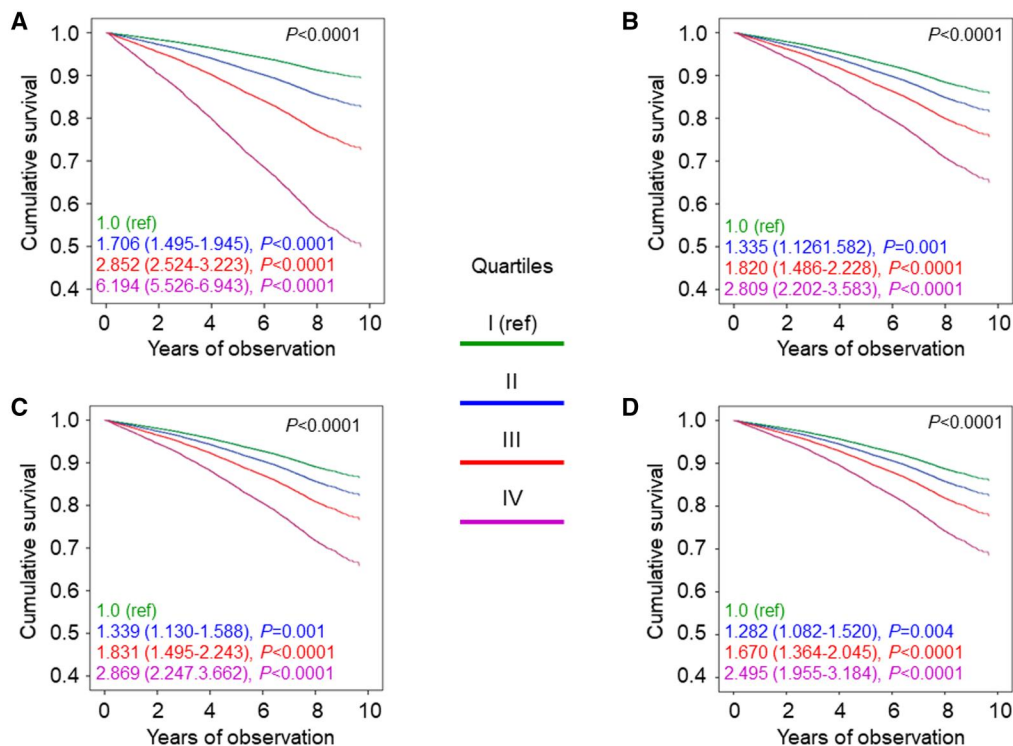 A
P<0.0001
1.0
0.9
0.8
0.7
0.6
0.5
0.4
Cumulative survival
1.0 (ref)
1.706 (1.495-1.945), P<0.0001
2.852 (2.524-3.223), P<0.0001
6.194 (5.526-6.943), P<0.0001
0 2 4 6 8 10
Years of observation
B
P<0.0001
1.0
0.9
0.8
0.7
0.6
0.5
0.4
Cumulative survival
1.0 (ref)
1.335 (1.1261.582), P=0.001
1.820 (1.486-2.228), P<0.0001
2.809 (2.202-3.583), P<0.0001
0 2 4 6 8 10
Years of observation
Quartiles
I (ref)
II
III
IV
C
P<0.0001
1.0
0.9
0.8
0.7
0.6
0.5
0.4
Cumulative survival
1.0 (ref)
1.339 (1.130-1.588), P=0.001
1.831 (1.495-2.243), P<0.0001
2.869 (2.247.3.662), P<0.0001
0 2 4 6 8 10
Years of observation
D
P<0.0001
1.0
0.9
0.8
0.7
0.6
0.5
0.4
Cumulative survival
1.0 (ref)
1.282 (1.082-1.520), P=0.004
1.670 (1.364-2.045), P<0.0001
2.495 (1.955-3.184), P<0.0001
0 2 4 6 8 10
Years of observation